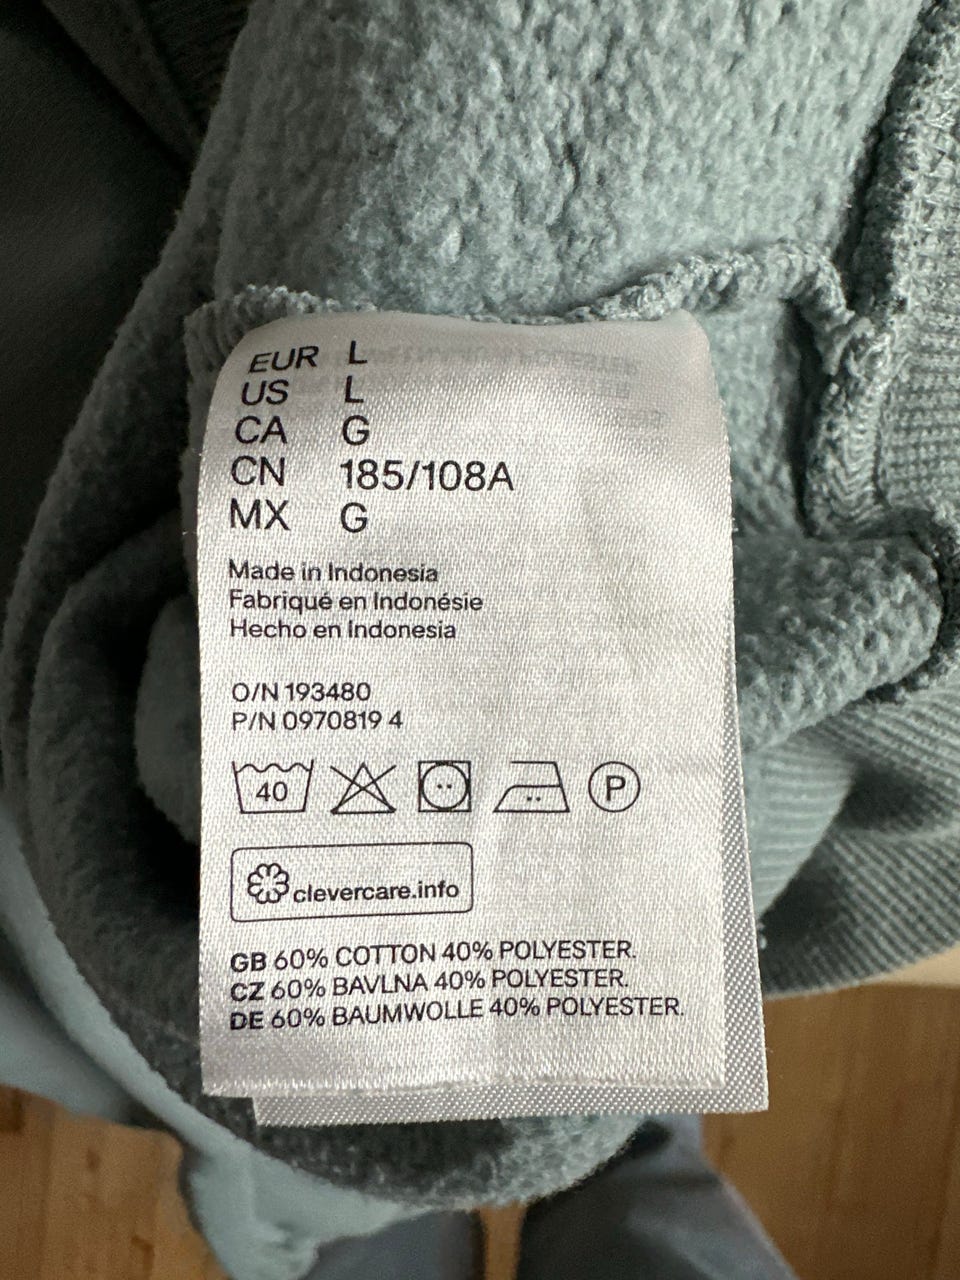 EUR L
US L
CA G
CN 185/108A
MX G
Made in Indonesia
Fabriqué en Indonésie
Hecho en Indonesia
O/N 193480
P/N 0970819 4
40
P
clevercare.info
GB 60% COTTON 40% POLYESTER.
CZ 60% BAVLNA 40% POLYESTER.
DE 60% BAUMWOLLE 40% POLYESTER.